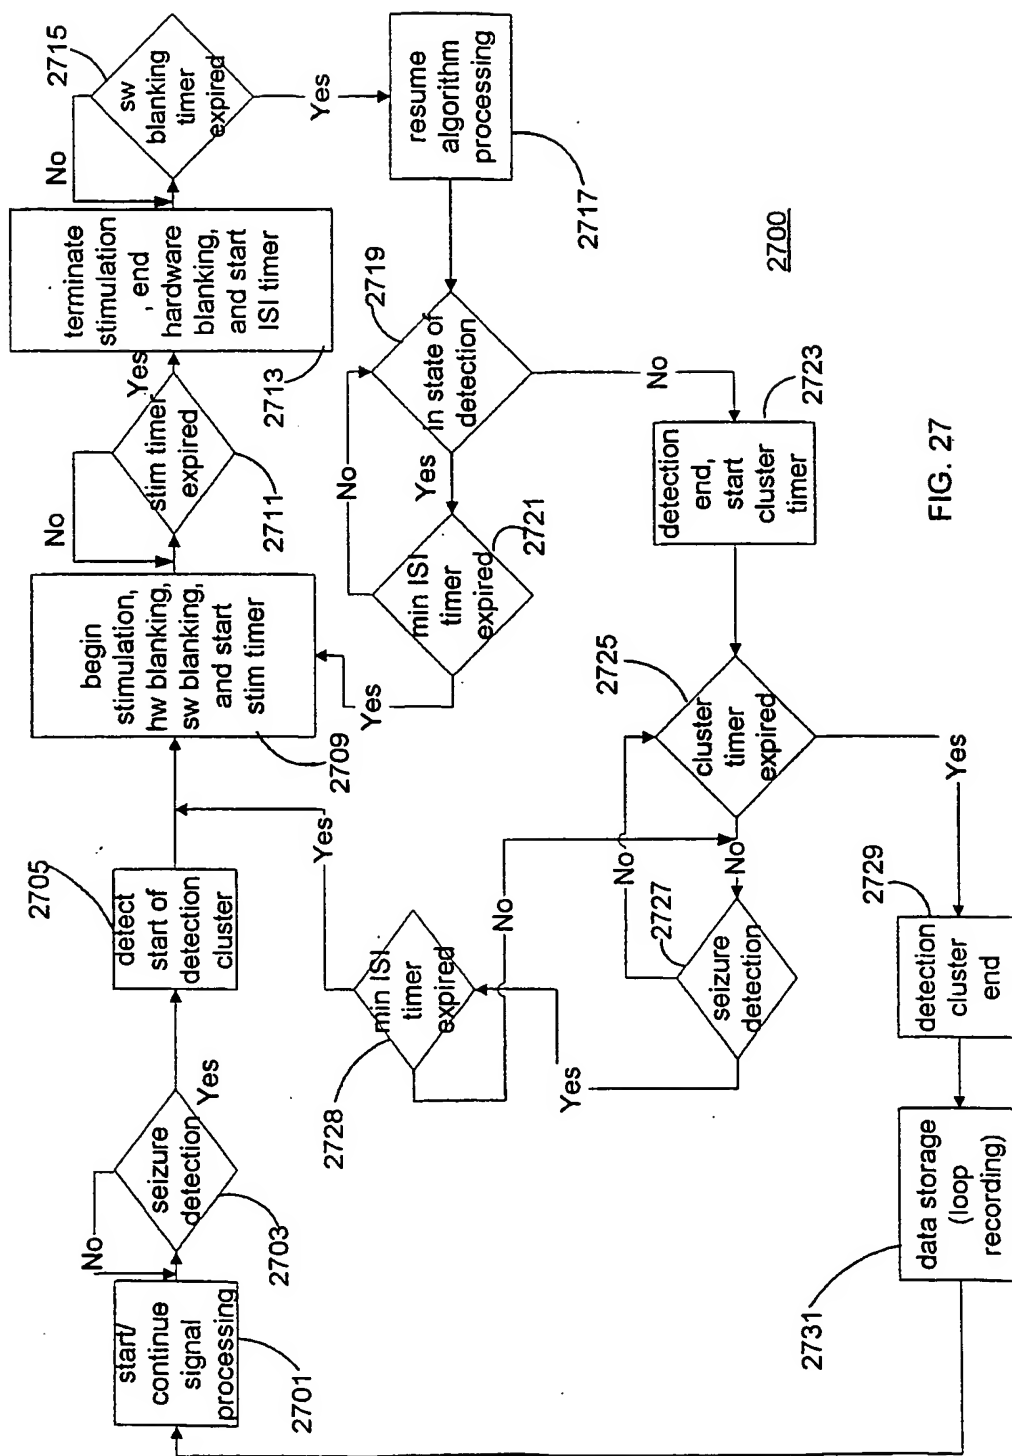 start/
continue
signal
processing
2701
No
seizure
detection
2703
Yes
2705
detect
start of
detection
cluster
begin
stimulation,
hw blanking,
sw blanking,
and start
stim timer
2709
No
stim timer
expired
2711
Yes
terminate
stimulation
, end
hardware
blanking,
and start
ISI timer
2713
No
sw
blanking
timer
expired
2715
Yes
resume
algorithm
processing
2717
2719
in state of
detection
No
Yes
min ISI
timer
expired
2721
Yes
No
detection
end,
start
cluster
timer
2723
2725
cluster
timer
expired
No
Yes
2727
seizure
detection
No
Yes
min ISI
timer
expired
2728
Yes
No
2729
detection
cluster
end
data storage
(loop
recording)
2731
2700
FIG. 27